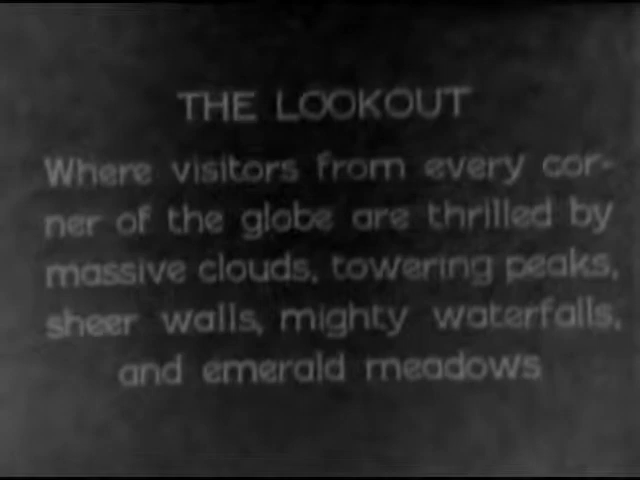 THE LOOKOUT
Where visitors from every cor-
ner of the globe are thrilled by
massive clouds, towering peaks,
sheer walls, mighty waterfalls,
and emerald meadows